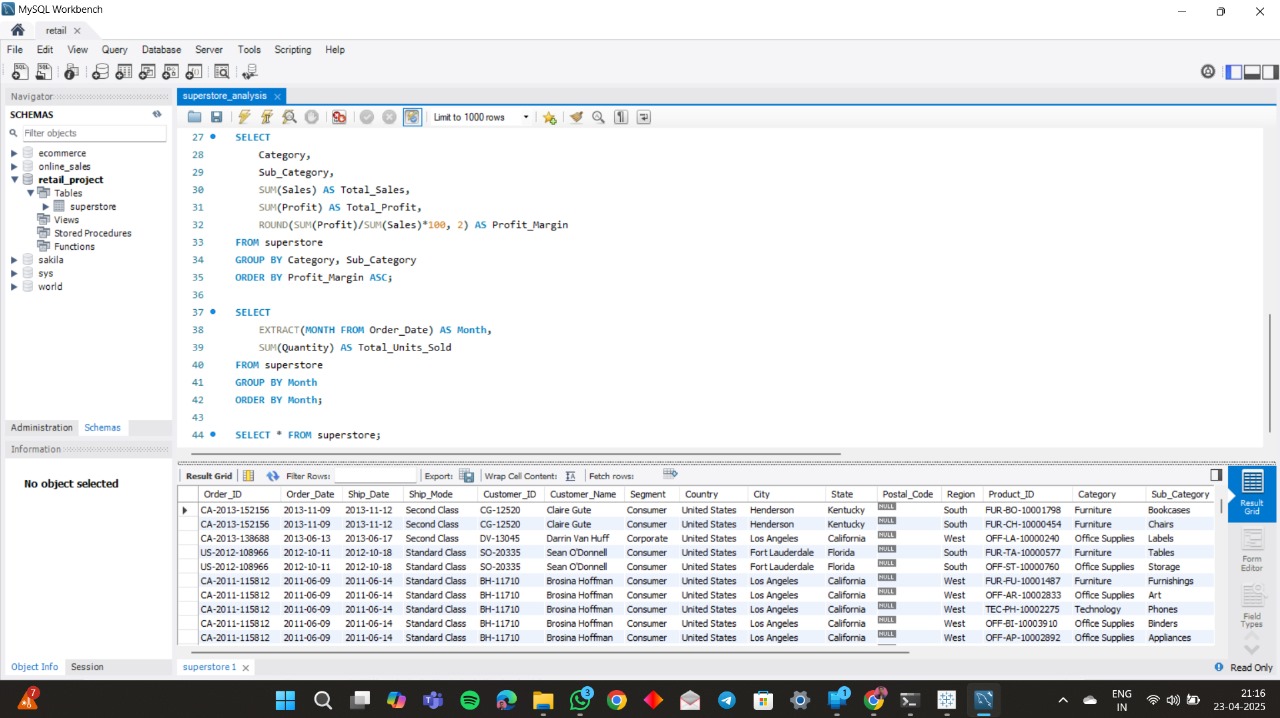 MySQL Workbench
retail
File Edit View Query Database Server Tools Scripting Help
Navigator
SCHEMAS
Filter objects
ecommerce
online_sales
retail_project
Tables
superstore
Views
Stored Procedures
Functions
sakila
sys
world
Administration Schemas
Information
No object selected
Object Info Session
superstore_analysis
Limit to 1000 rows
27 SELECT
28 Category,
29 Sub_Category,
30 SUM(Sales) AS Total_Sales,
31 SUM(Profit) AS Total_Profit,
32 ROUND(SUM(Profit)/SUM(Sales)*100, 2) AS Profit_Margin
33 FROM superstore
34 GROUP BY Category, Sub_Category
35 ORDER BY Profit_Margin ASC;
36
37 SELECT
38 EXTRACT(MONTH FROM Order_Date) AS Month,
39 SUM(Quantity) AS Total_Units_Sold
40 FROM superstore
41 GROUP BY Month
42 ORDER BY Month;
43
44 SELECT * FROM superstore;
Result Grid Filter Rows: Export: Wrap Cell Content: Fetch rows:
Order_ID Order_Date Ship_Date Ship_Mode Customer_ID Customer_Name Segment Country City State Postal_Code Region Product_ID Category Sub_Category
CA-2013-152156 2013-11-09 2013-11-12 Second Class CG-12520 Claire Gute Consumer United States Henderson Kentucky NULL South FUR-BO-10001798 Furniture Bookcases
CA-2013-152156 2013-11-09 2013-11-12 Second Class CG-12520 Claire Gute Consumer United States Henderson Kentucky NULL South FUR-CH-10000454 Furniture Chairs
CA-2013-138688 2013-06-13 2013-06-17 Second Class DV-13045 Darrin Van Huff Corporate United States Los Angeles California NULL West OFF-LA-10000240 Office Supplies Labels
US-2012-108966 2012-10-11 2012-10-18 Standard Class SO-20335 Sean O'Donnell Consumer United States Fort Lauderdale Florida NULL South FUR-TA-10000577 Furniture Tables
US-2012-108966 2012-10-11 2012-10-18 Standard Class SO-20335 Sean O'Donnell Consumer United States Fort Lauderdale Florida NULL South OFF-ST-10000760 Office Supplies Storage
CA-2011-115812 2011-06-09 2011-06-14 Standard Class BH-11710 Brosina Hoffman Consumer United States Los Angeles California NULL West FUR-FU-10001487 Furniture Furnishings
CA-2011-115812 2011-06-09 2011-06-14 Standard Class BH-11710 Brosina Hoffman Consumer United States Los Angeles California NULL West OFF-AR-10002833 Office Supplies Art
CA-2011-115812 2011-06-09 2011-06-14 Standard Class BH-11710 Brosina Hoffman Consumer United States Los Angeles California NULL West TEC-PH-10002275 Technology Phones
CA-2011-115812 2011-06-09 2011-06-14 Standard Class BH-11710 Brosina Hoffman Consumer United States Los Angeles California NULL West OFF-BI-10003910 Office Supplies Binders
CA-2011-115812 2011-06-09 2011-06-14 Standard Class BH-11710 Brosina Hoffman Consumer United States Los Angeles California NULL West OFF-AP-10002892 Office Supplies Appliances
Result
Grid
Form
Editor
Field
Types
superstore 1
Read Only
7
3
1
ENG
IN
21:16
23-04-2025